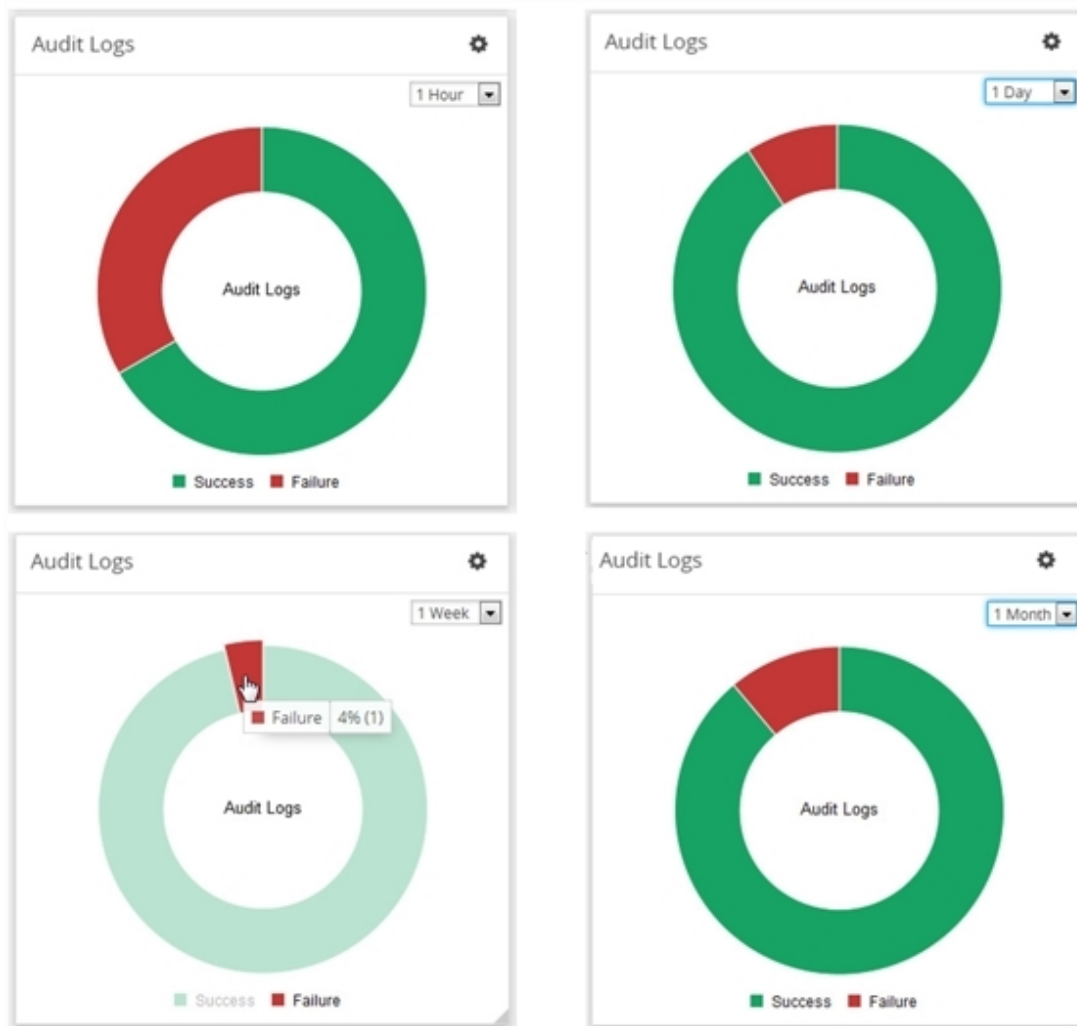 Audit Logs
1 Hour
Audit Logs
Success Failure
Audit Logs
1 Day
Audit Logs
Success Failure
Audit Logs
1 Week
Failure 4% (1)
Audit Logs
Success Failure
Audit Logs
1 Month
Audit Logs
Success Failure